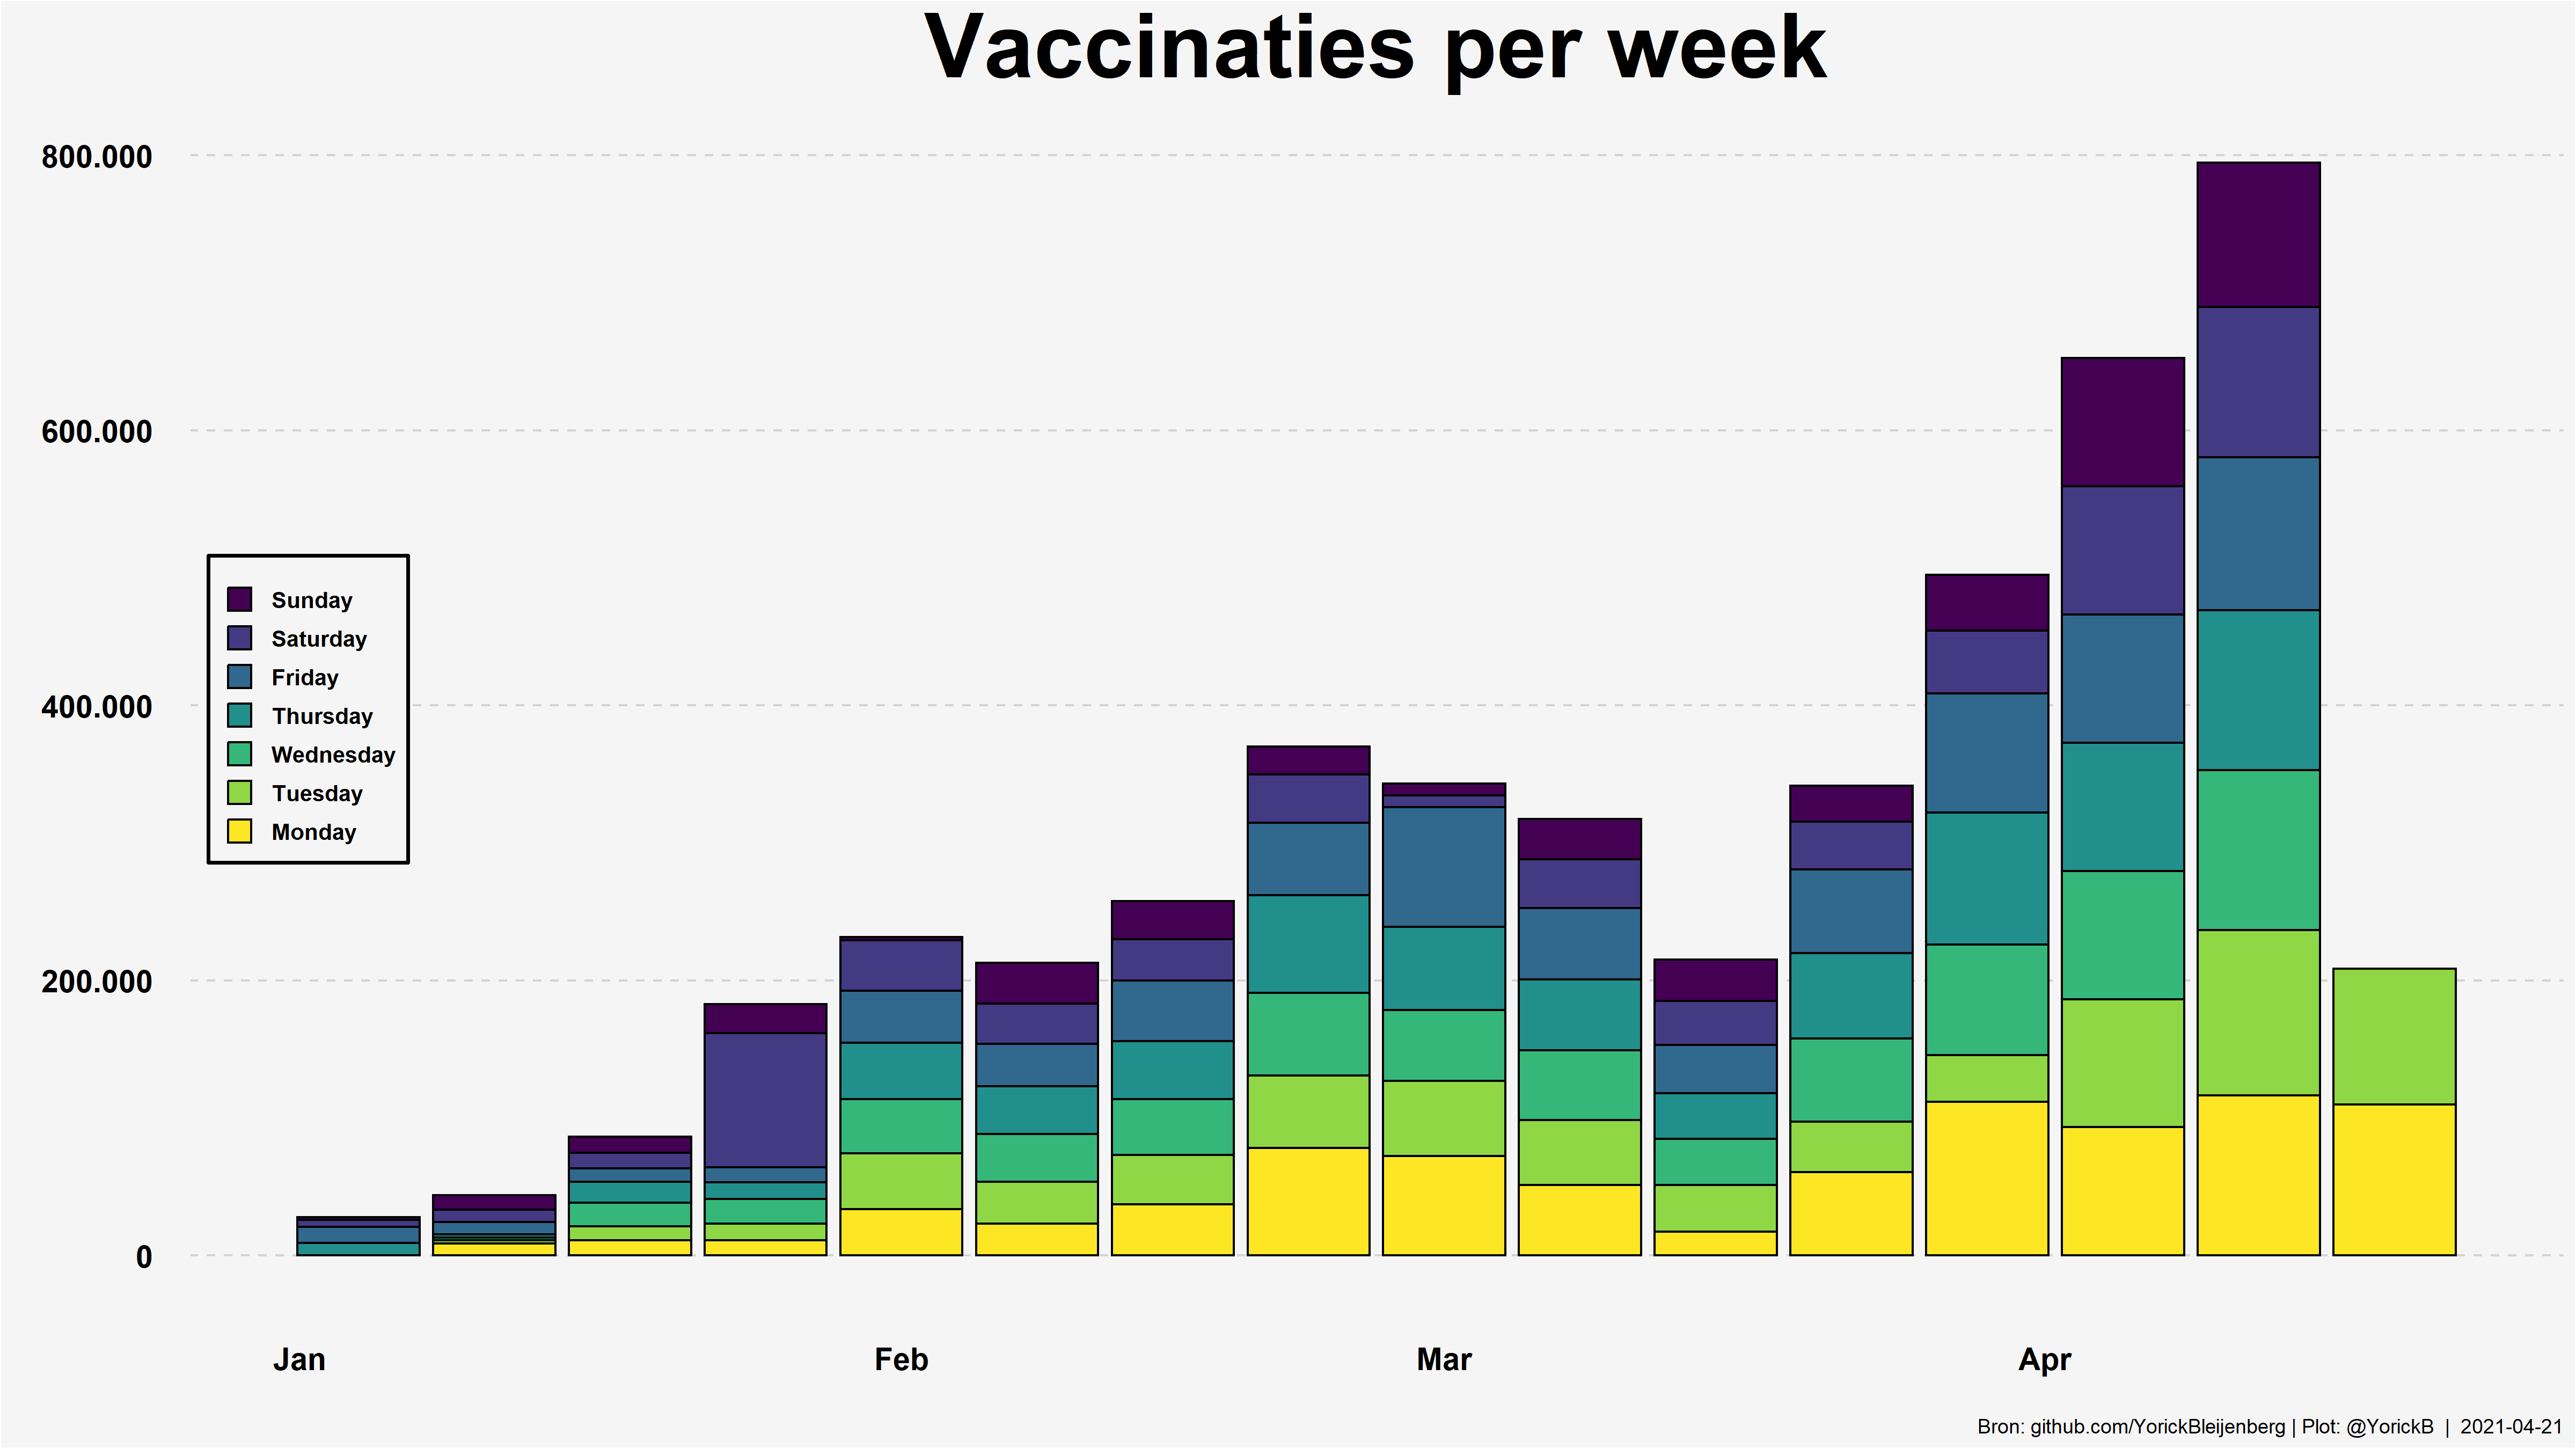 Vaccinaties per week
800.000
600.000
400.000
200.000
0
Sunday
Saturday
Friday
Thursday
Wednesday
Tuesday
Monday
Jan Feb Mar Apr
Bron: github.com/YorickBleijenberg | Plot: @YorickB | 2021-04-21